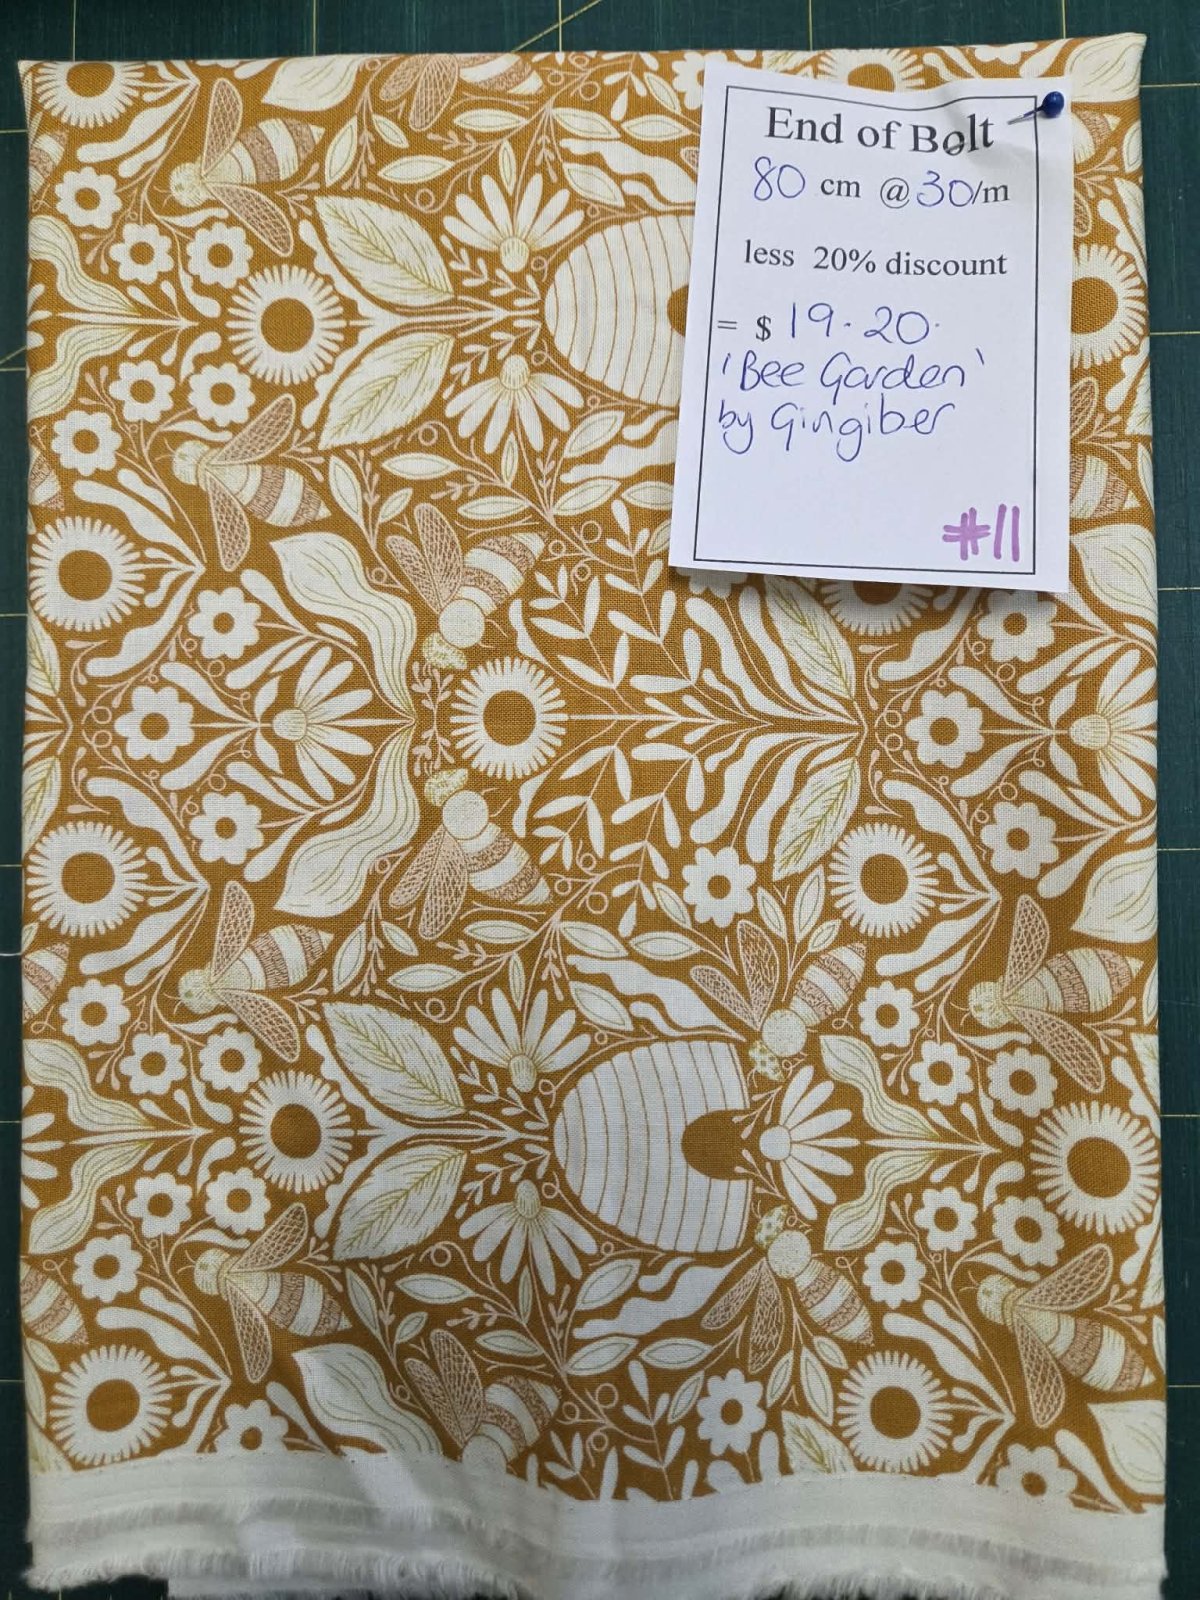 End of Bolt
80 cm @ 30/m
less 20% discount
= $ 19.20.
'Bee Garden'
by Gingiber
#11